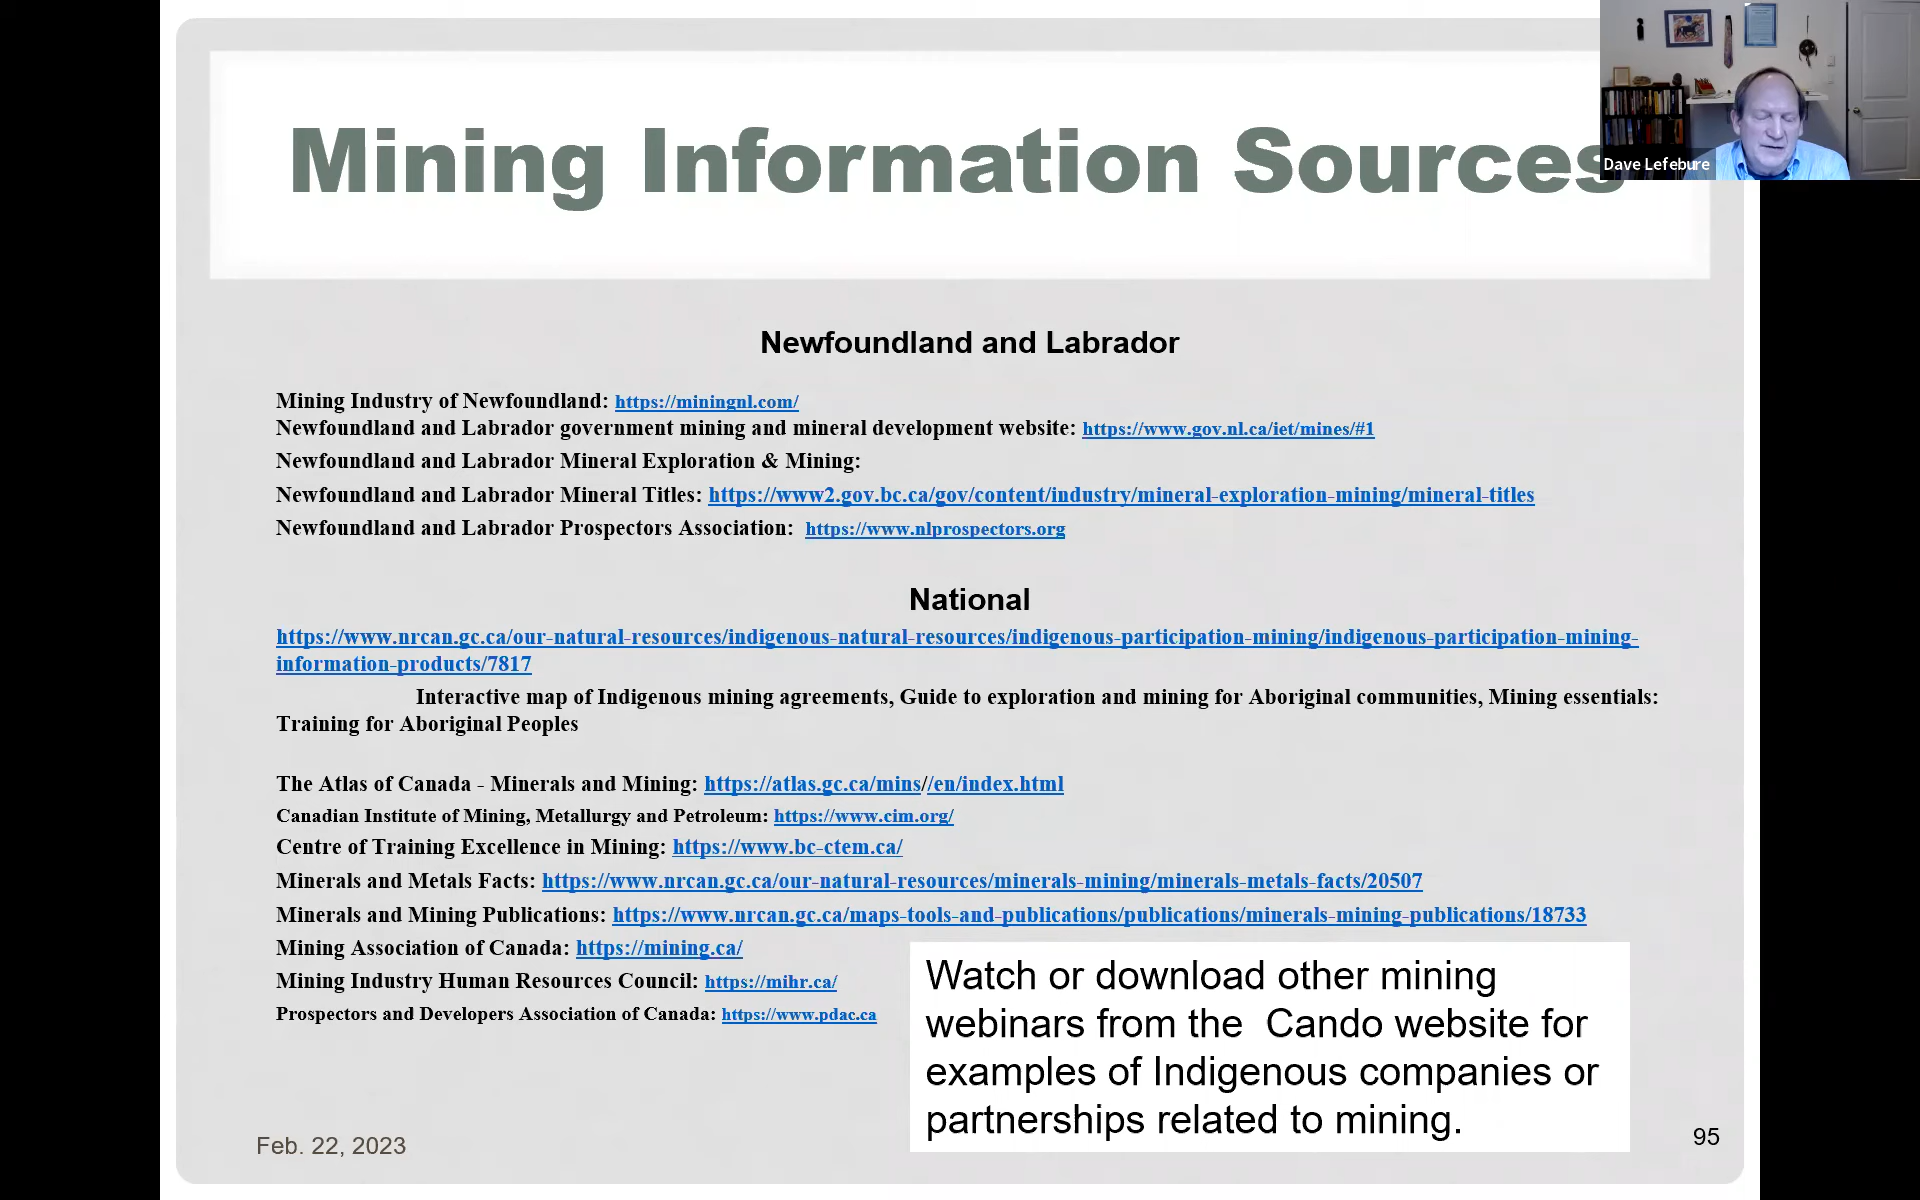 Mining Information Sources
Dave Lefebure
Newfoundland and Labrador
Mining Industry of Newfoundland: https://miningnl.com/
Newfoundland and Labrador government mining and mineral development website: https://www.gov.nl.ca/iet/mines/#1
Newfoundland and Labrador Mineral Exploration & Mining:
Newfoundland and Labrador Mineral Titles: https://www2.gov.bc.ca/gov/content/industry/mineral-exploration-mining/mineral-titles
Newfoundland and Labrador Prospectors Association: https://www.nlprospectors.org
National
https://www.nrcan.gc.ca/our-natural-resources/indigenous-natural-resources/indigenous-participation-mining/indigenous-participation-mining-
information-products/7817
Interactive map of Indigenous mining agreements, Guide to exploration and mining for Aboriginal communities, Mining essentials:
Training for Aboriginal Peoples
The Atlas of Canada - Minerals and Mining: https://atlas.gc.ca/mins//en/index.html
Canadian Institute of Mining, Metallurgy and Petroleum: https://www.cim.org/
Centre of Training Excellence in Mining: https://www.bc-ctem.ca/
Minerals and Metals Facts: https://www.nrcan.gc.ca/our-natural-resources/minerals-mining/minerals-metals-facts/20507
Minerals and Mining Publications: https://www.nrcan.gc.ca/maps-tools-and-publications/publications/minerals-mining-publications/18733
Mining Association of Canada: https://mining.ca/
Mining Industry Human Resources Council: https://mihr.ca/
Prospectors and Developers Association of Canada: https://www.pdac.ca
Watch or download other mining
webinars from the Cando website for
examples of Indigenous companies or
partnerships related to mining.
Feb. 22, 2023
95